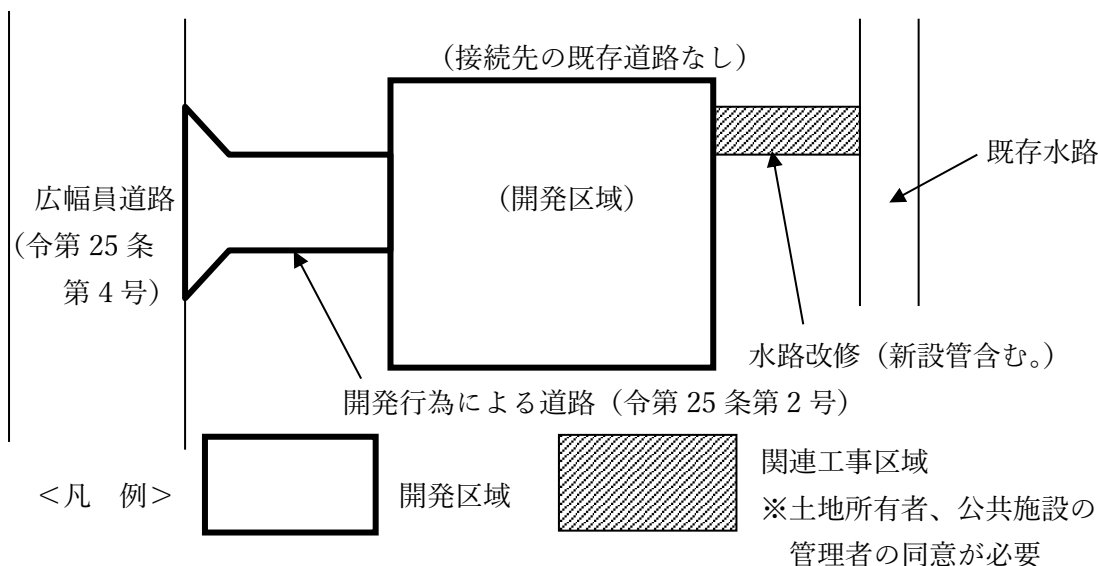 （接続先の既存道路なし）
既存水路
広幅員道路
（令第 25 条
第 4 号）
（開発区域）
水路改修（新設管含む。）
開発行為による道路（令第 25 条第 2 号）
＜凡　例＞
開発区域
関連工事区域
※土地所有者、公共施設の
管理者の同意が必要